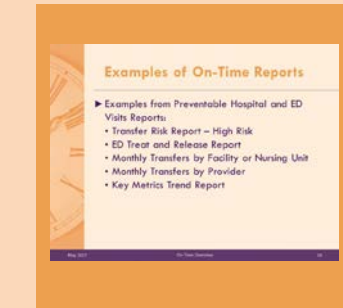 Examples of On-Time Reports
▶ Examples from Preventable Hospital and ED
Visits Reports:
• Transfer Risk Report – High Risk
• ED Treat and Release Report
• Monthly Transfers by Facility or Nursing Unit
• Monthly Transfers by Provider
• Key Metrics Trend Report
On-Time Overview